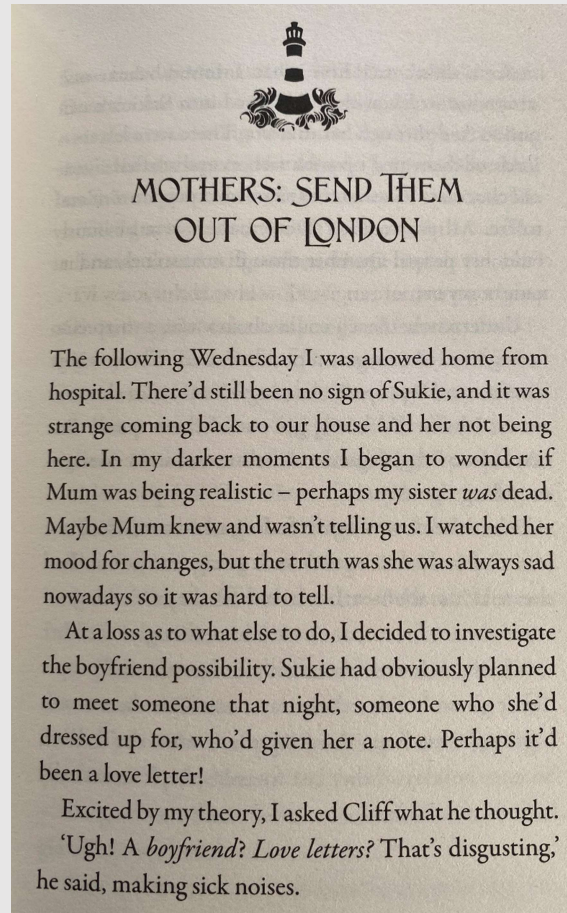 MOTHERS: SEND THEM
OUT OF LONDON
The following Wednesday I was allowed home from
hospital. There’d still been no sign of Sukie, and it was
strange coming back to our house and her not being
here. In my darker moments I began to wonder if
Mum was being realistic – perhaps my sister was dead.
Maybe Mum knew and wasn’t telling us. I watched her
mood for changes, but the truth was she was always sad
nowadays so it was hard to tell.
At a loss as to what else to do, I decided to investigate
the boyfriend possibility. Sukie had obviously planned
to meet someone that night, someone who she’d
dressed up for, who’d given her a note. Perhaps it’d
been a love letter!
Excited by my theory, I asked Cliff what he thought.
‘Ugh! A boyfriend? Love letters? That’s disgusting,’
he said, making sick noises.